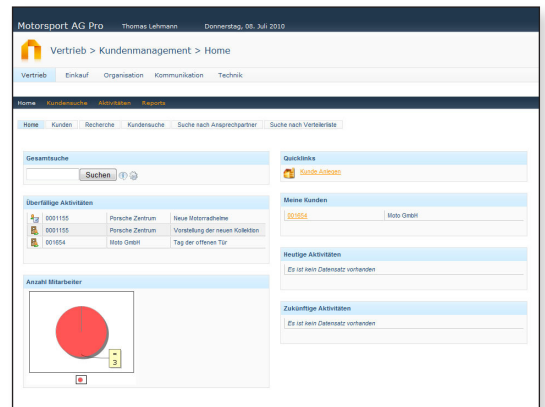 Motorsport AG Pro Thomas Lehmann Donnerstag, 08. Juli 2010
Vertrieb > Kundenmanagement > Home
Vertrieb Einkauf Organisation Kommunikation Technik
Home Kundensuche Aktivitäten Reports
Home Kunden Recherche Kundensuche Suche nach Ansprechpartner Suche nach Verteilerliste
Gesamtsuche
Suchen
Überfällige Aktivitäten
0001155 Porsche Zentrum Neue Motorradhelme
0001155 Porsche Zentrum Vorstellung der neuen Kollektion
001654 Moto GmbH Tag der offenen Tür
Anzahl Mitarbeiter
=
3
Quicklinks
Kunde Anlegen
Meine Kunden
001654 Moto GmbH
Heutige Aktivitäten
Es ist kein Datensatz vorhanden
Zukünftige Aktivitäten
Es ist kein Datensatz vorhanden